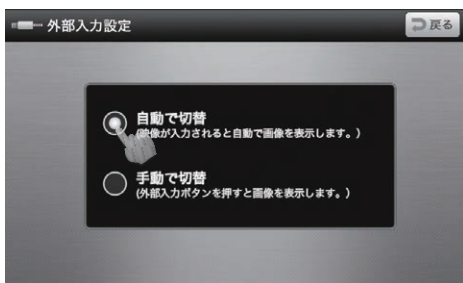 外部入力設定
戻る
自動で切替
(映像が入力されると自動で画像を表示します。)
手動で切替
(外部入力ボタンを押すと画像を表示します。)